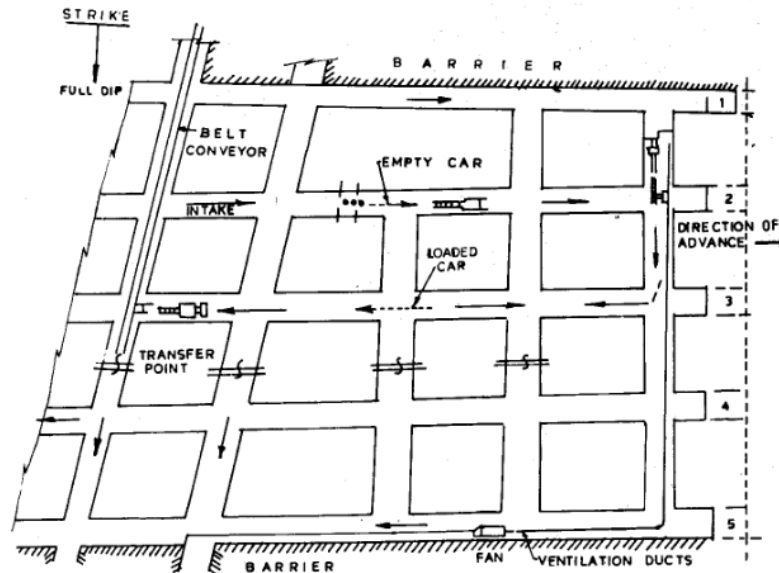 STRIKE
BARRIER
FULL DIP
1
BELT
CONVEYOR
EMPTY CAR
INTAKE
2
DIRECTION OF
ADVANCE
LOADED
CAR
3
TRANSFER
POINT
4
5
FAN
VENTILATION DUCTS
BARRIER